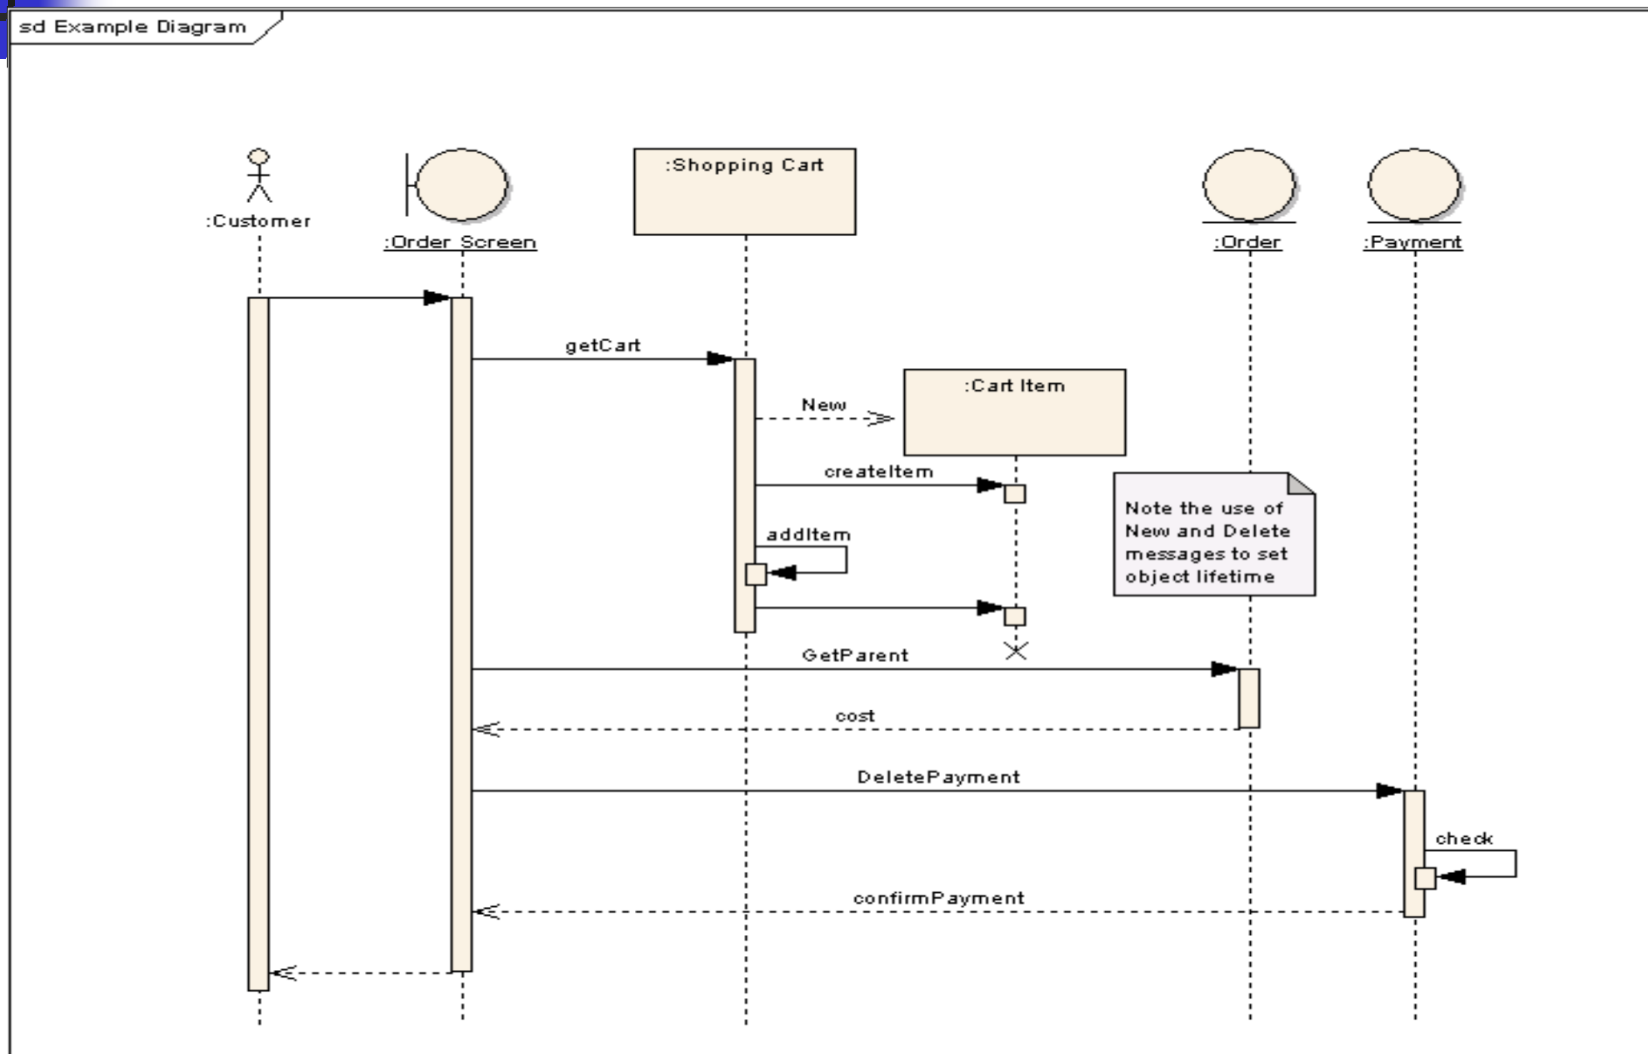 sd Example Diagram
:Shopping Cart
:Customer
:Order Screen
:Order
:Payment
getCart
:Cart Item
New
createItem
Note the use of
New and Delete
messages to set
object lifetime
addItem
GetParent
cost
DeletePayment
check
confirmPayment